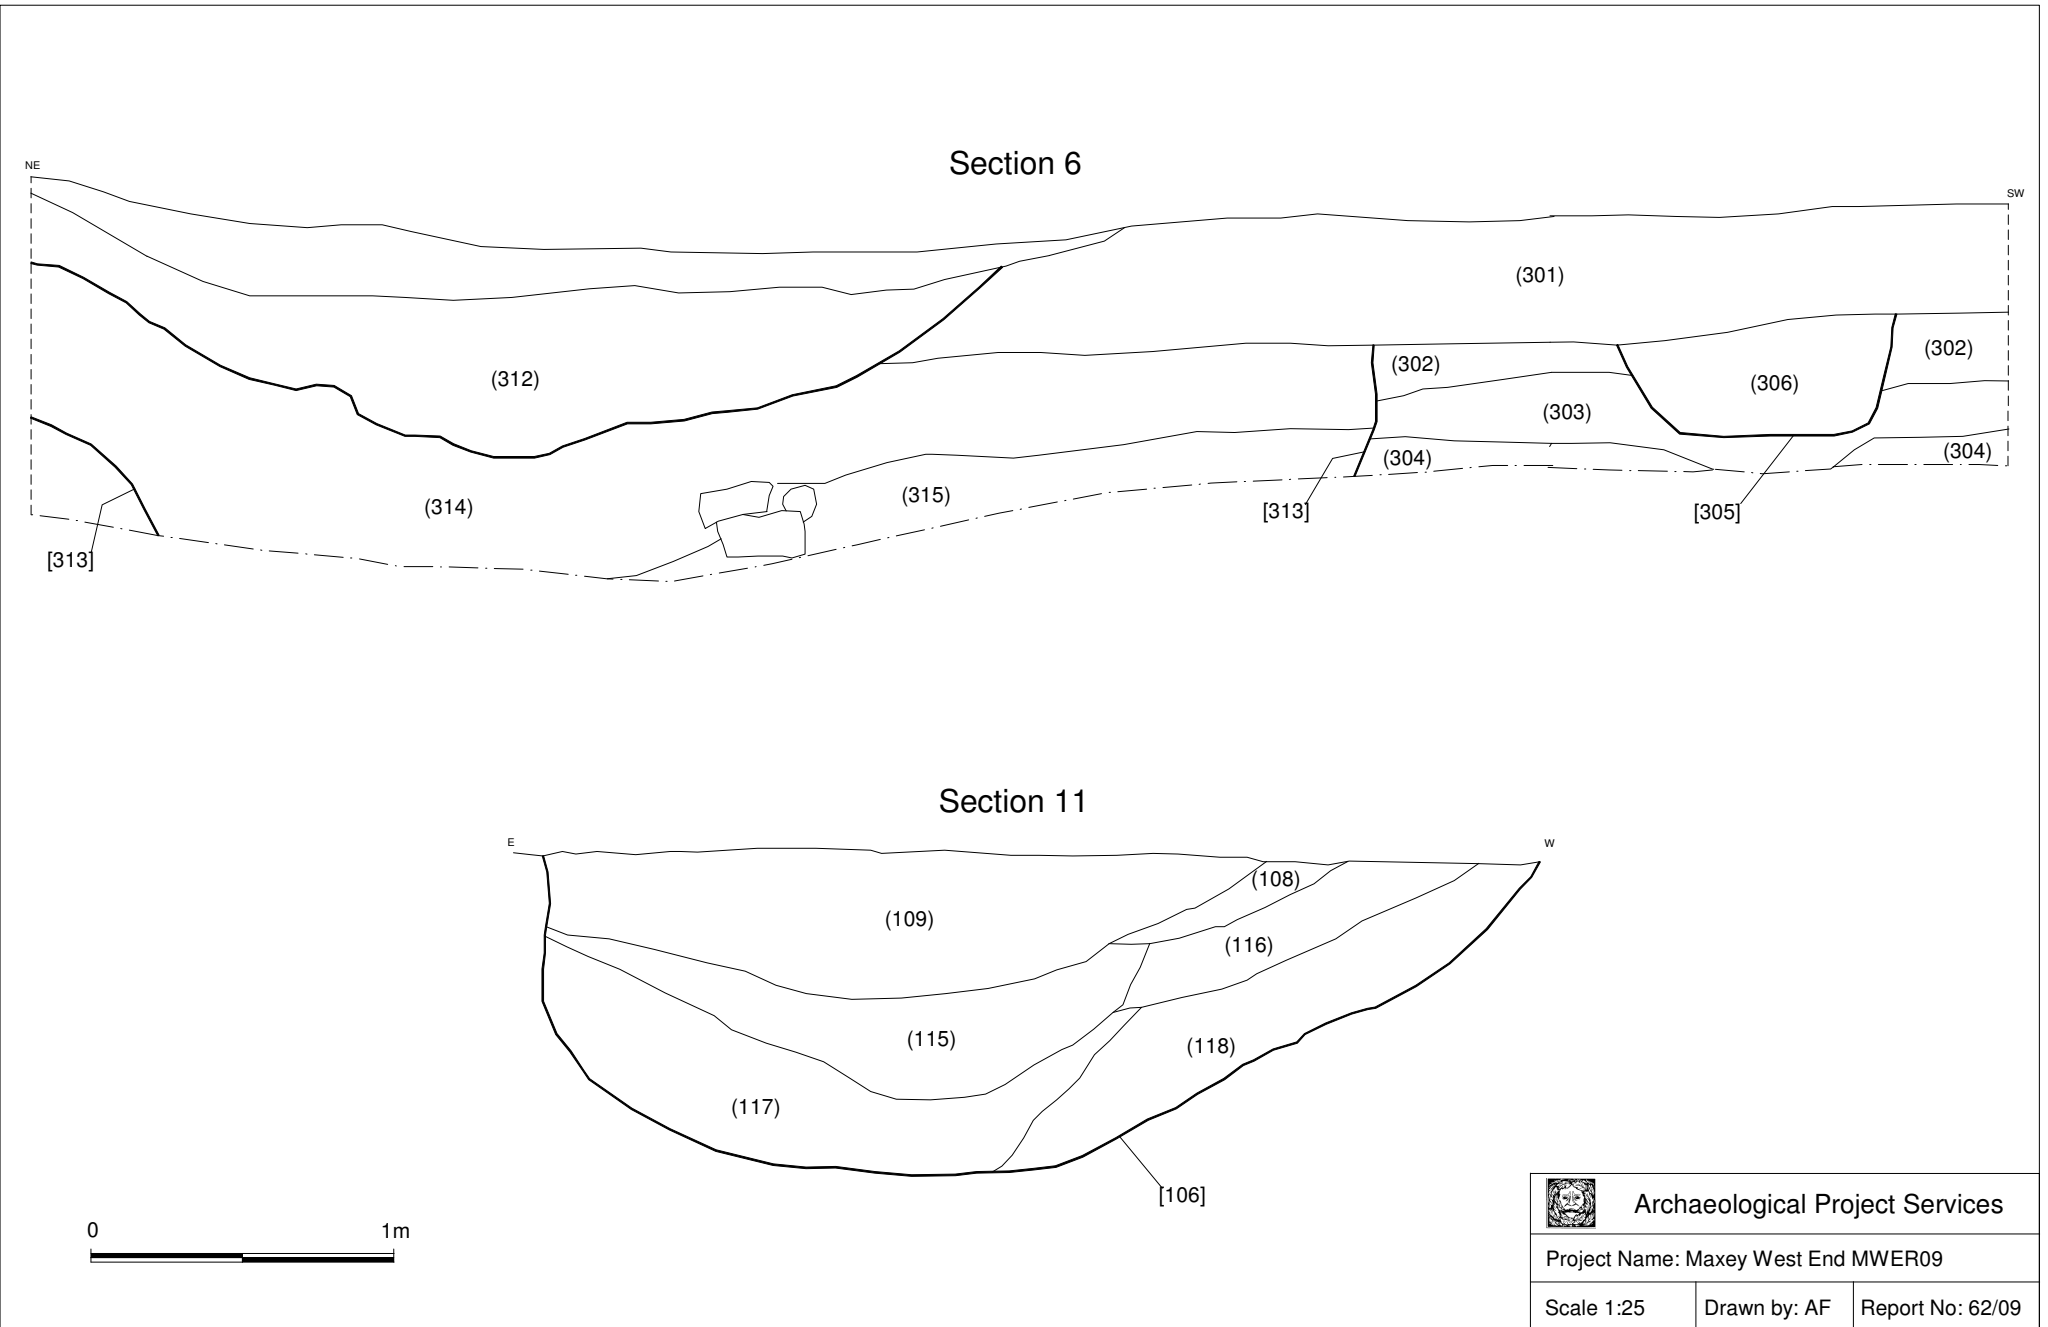 Section 6
NE
SW
(301)
(302)
(302)
(312)
(306)
(303)
(304)
(304)
(314)
(315)
[313]
[305]
[313]
Section 11
E
W
(108)
(109)
(116)
(115)
(118)
(117)
[106]
0 1m
Archaeological Project Services
Project Name: Maxey West End MWER09
Scale 1:25 Drawn by: AF Report No: 62/09